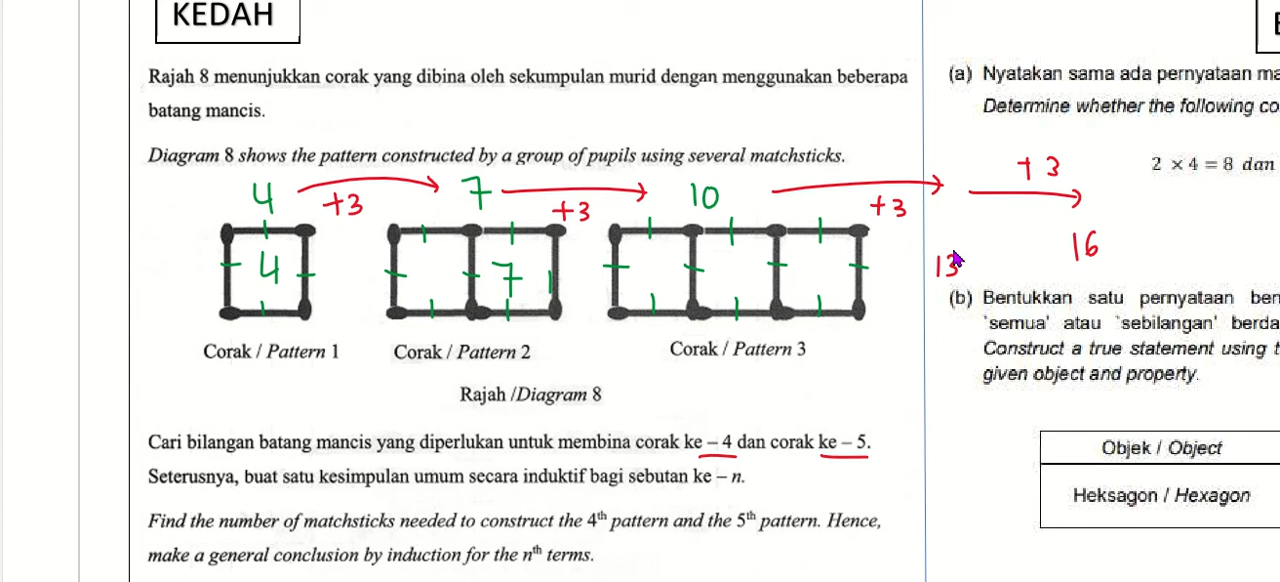 KEDAH
Rajah 8 menunjukkan corak yang dibina oleh sekumpulan murid dengan menggunakan beberapa
batang mancis.
Diagram 8 shows the pattern constructed by a group of pupils using several matchsticks.
4 +3 7 +3 10 +3
4 7
Corak / Pattern 1 Corak / Pattern 2 Corak / Pattern 3
Rajah /Diagram 8
Cari bilangan batang mancis yang diperlukan untuk membina corak ke – 4 dan corak ke – 5.
Seterusnya, buat satu kesimpulan umum secara induktif bagi sebutan ke – n.
Find the number of matchsticks needed to construct the 4th pattern and the 5th pattern. Hence,
make a general conclusion by induction for the nth terms.
(a) Nyatakan sama ada pernyataan ma
Determine whether the following co
+3
2 × 4 = 8 dan
13 16
(b) Bentukkan satu pernyataan ben
`semua' atau `sebilangan' berda
Construct a true statement using t
given object and property.
Objek / Object
Heksagon / Hexagon